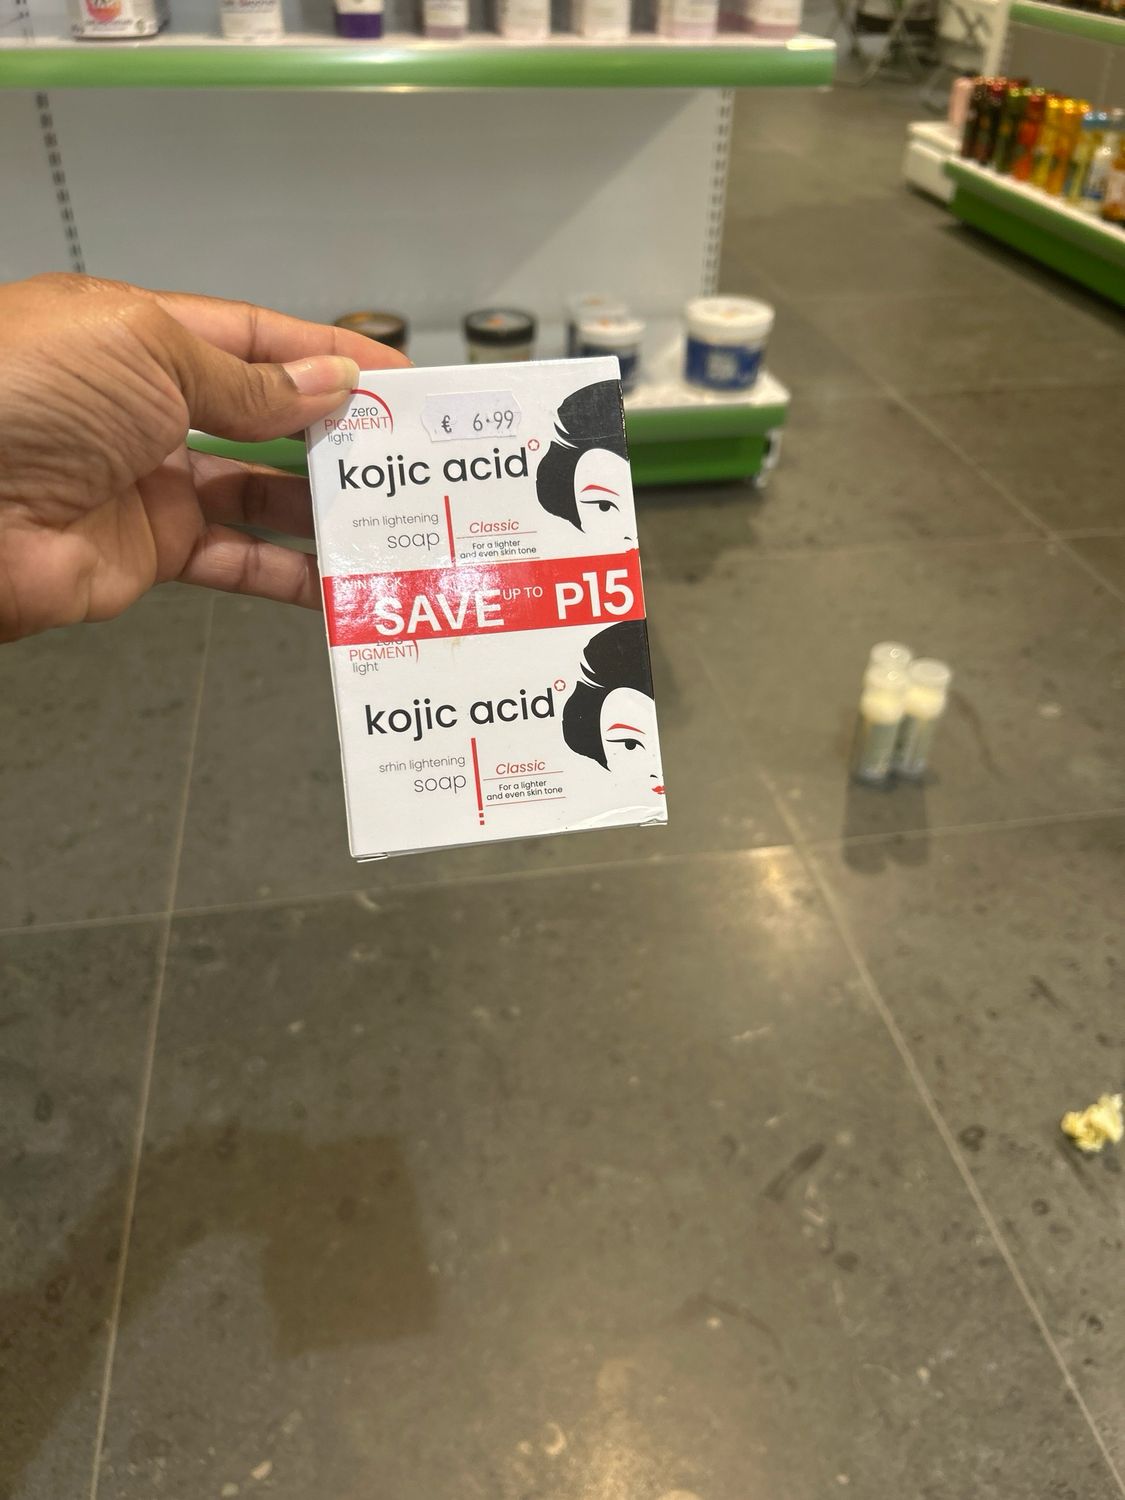 zero
PIGMENT
light
€ 6.99
kojic acid
srhin lightening
soap
Classic
For a lighter
and even skin tone
SAVE UP TO P15
PIGMENT
light
kojic acid
srhin lightening
soap
Classic
For a lighter
and even skin tone